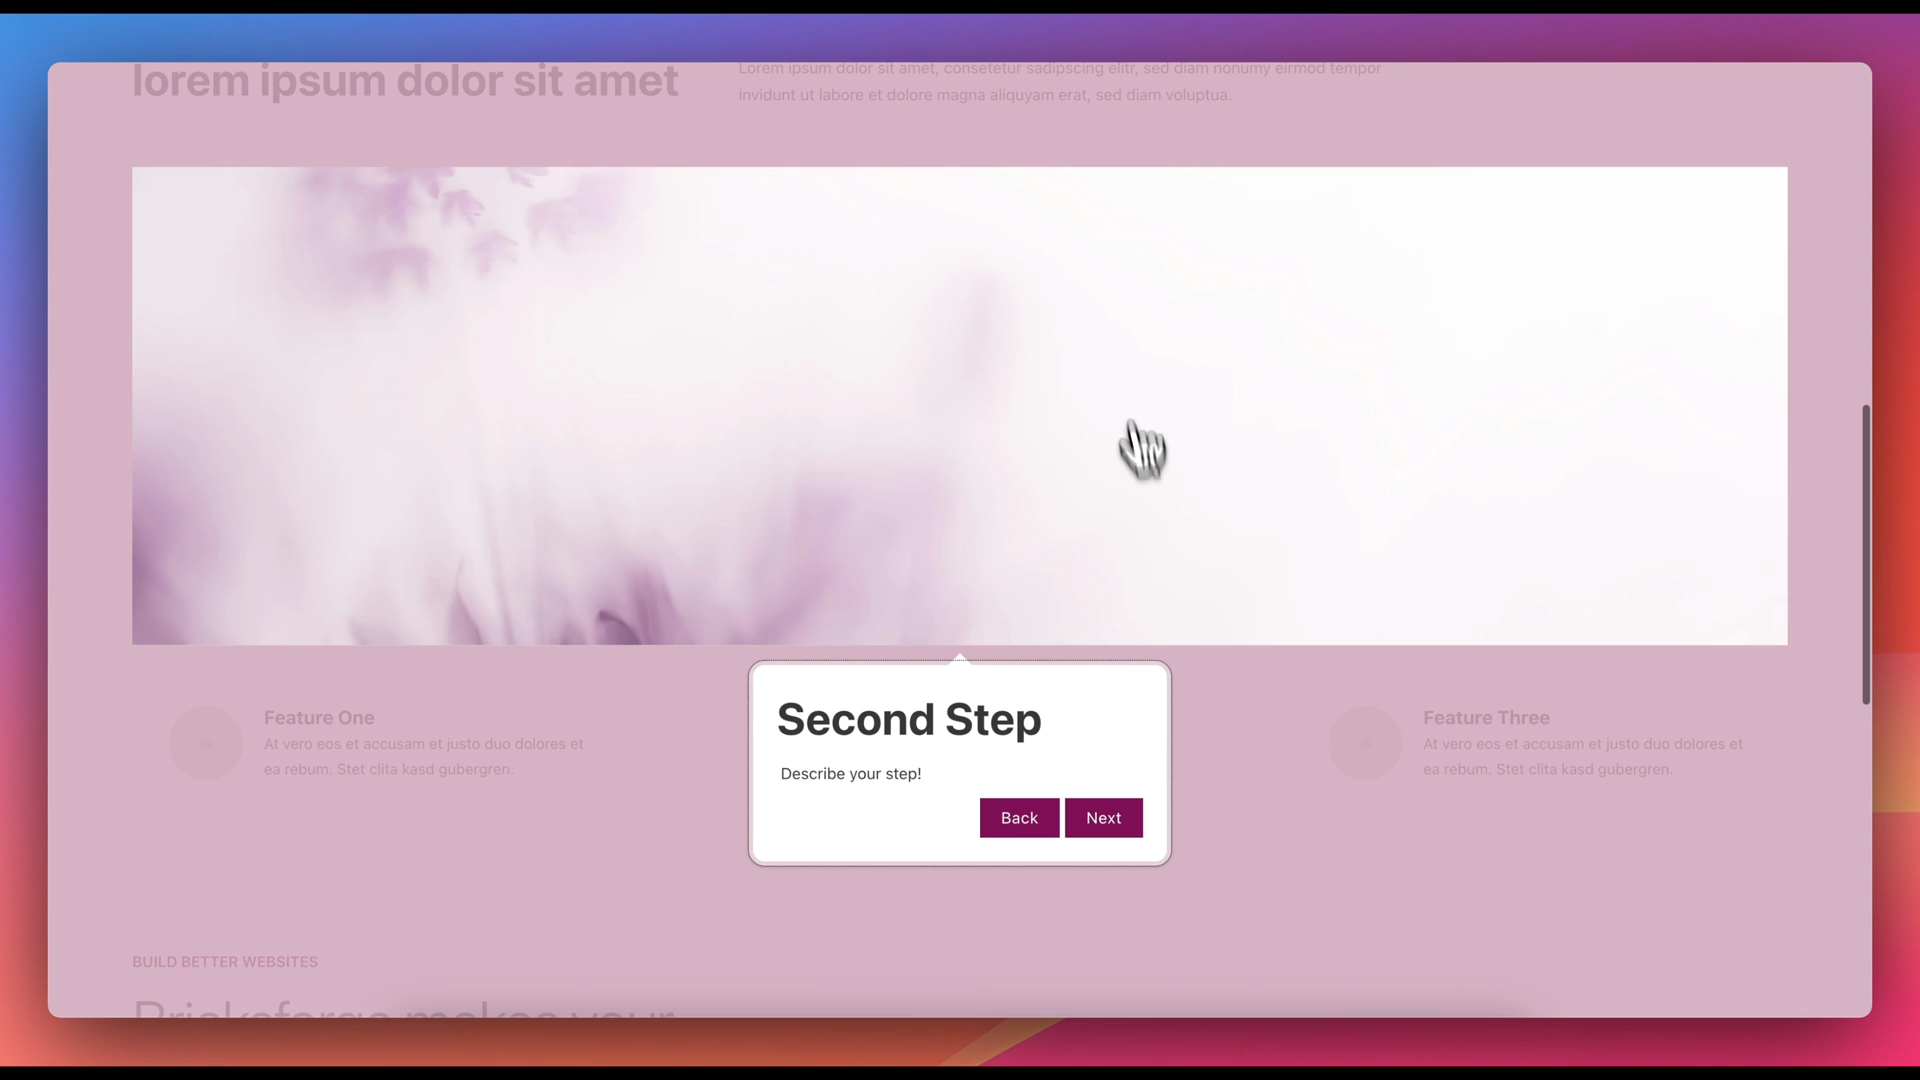 lorem ipsum dolor sit amet
Lorem ipsum dolor sit amet, consetetur sadipscing elitr, sed diam nonumy eirmod tempor
invidunt ut labore et dolore magna aliquyam erat, sed diam voluptua.
Second Step
Describe your step!
Back
Next
Feature One
At vero eos et accusam et justo duo dolores et
ea rebum. Stet clita kasd gubergren.
Feature Three
At vero eos et accusam et justo duo dolores et
ea rebum. Stet clita kasd gubergren.
BUILD BETTER WEBSITES
Bricksforge makes your